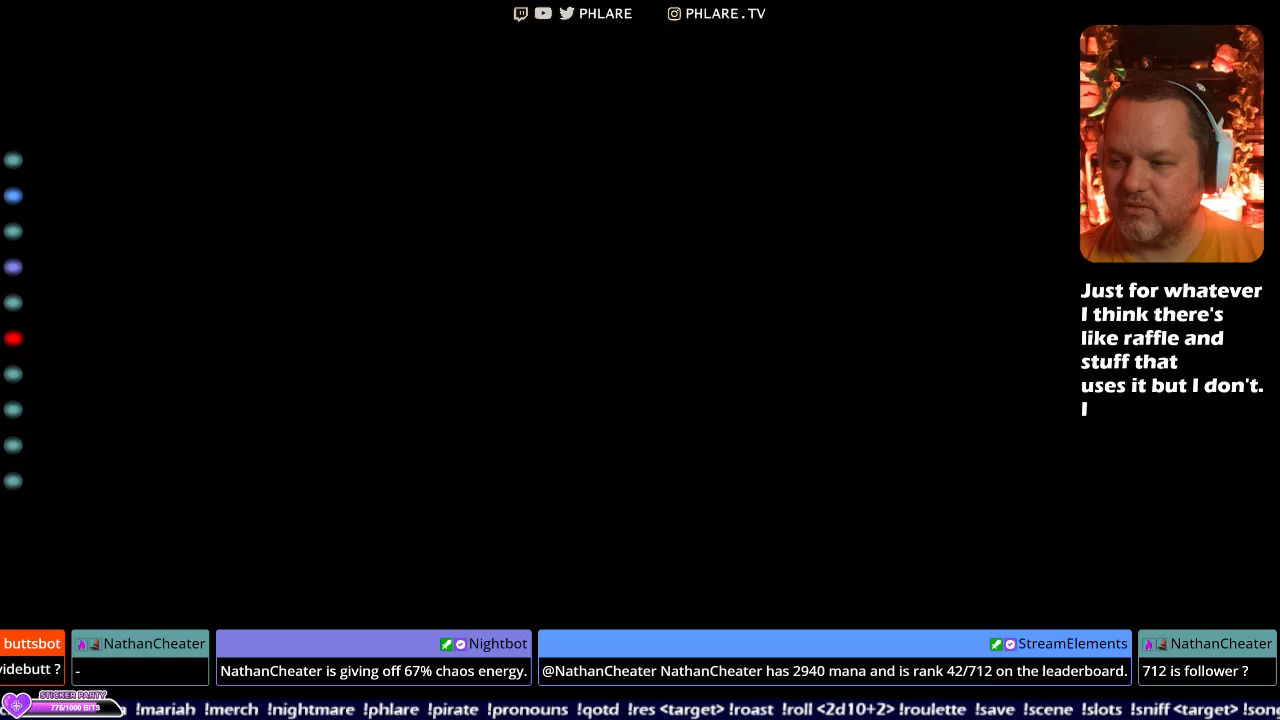 PHLARE PHLARE.TV
Just for whatever
I think there's
like raffle and
stuff that
uses it but I don't.
I
buttsbot
videbutt ?
NathanCheater
-
Nightbot
NathanCheater is giving off 67% chaos energy.
StreamElements
@NathanCheater NathanCheater has 2940 mana and is rank 42/712 on the leaderboard.
NathanCheater
712 is follower ?
STICKER PARTY
775/1000 BITS
!mariah !merch !nightmare !phlare !pirate !pronouns !qotd !res <target> !roast !roll <2d10+2> !roulette !save !scene !slots !sniff <target> !song